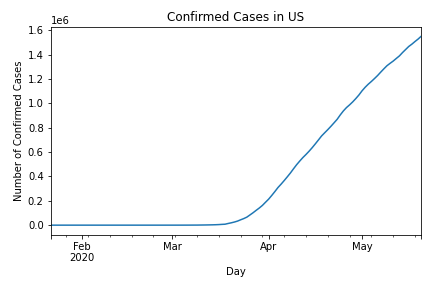 Confirmed Cases in US
1e6
1.6
1.4
1.2
1.0
0.8
0.6
0.4
0.2
0.0
Number of Confirmed Cases
Feb Mar Apr May
2020
Day